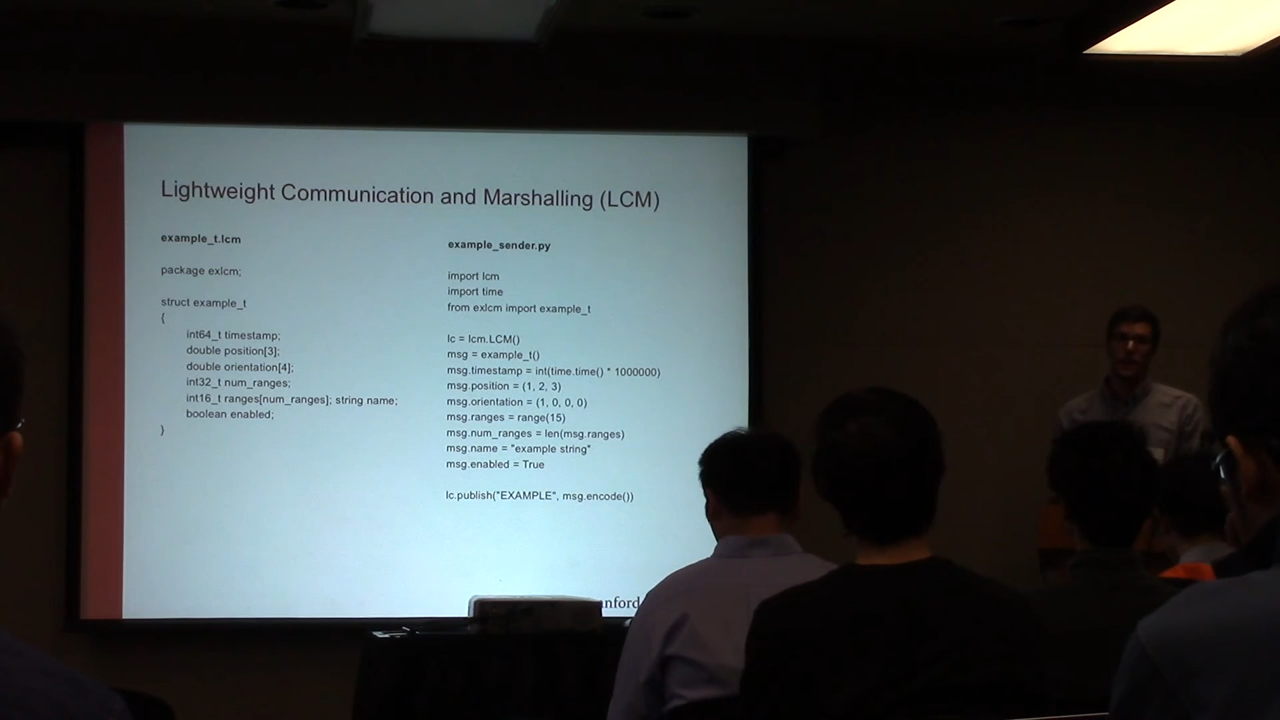 Lightweight Communication and Marshalling (LCM)
example_t.lcm
package exlcm;
struct example_t
{
int64_t timestamp;
double position[3];
double orientation[4];
int32_t num_ranges;
int16_t ranges[num_ranges]; string name;
boolean enabled;
}
example_sender.py
import lcm
import time
from exlcm import example_t
lc = lcm.LCM()
msg = example_t()
msg.timestamp = int(time.time() * 1000000)
msg.position = (1, 2, 3)
msg.orientation = (1, 0, 0, 0)
msg.ranges = range(15)
msg.num_ranges = len(msg.ranges)
msg.name = "example string"
msg.enabled = True
lc.publish("EXAMPLE", msg.encode())